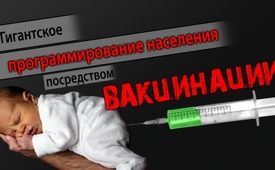 Гигантское
программирование населения
посредством
ВАКЦИНАЦИИ